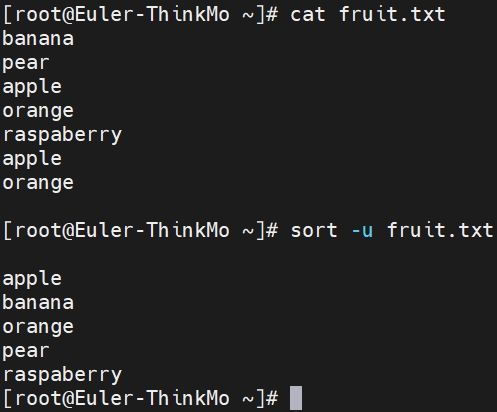 [root@Euler-ThinkMo ~]# cat fruit.txt
banana
pear
apple
orange
raspaberry
apple
orange

[root@Euler-ThinkMo ~]# sort -u fruit.txt

apple
banana
orange
pear
raspaberry
[root@Euler-ThinkMo ~]#